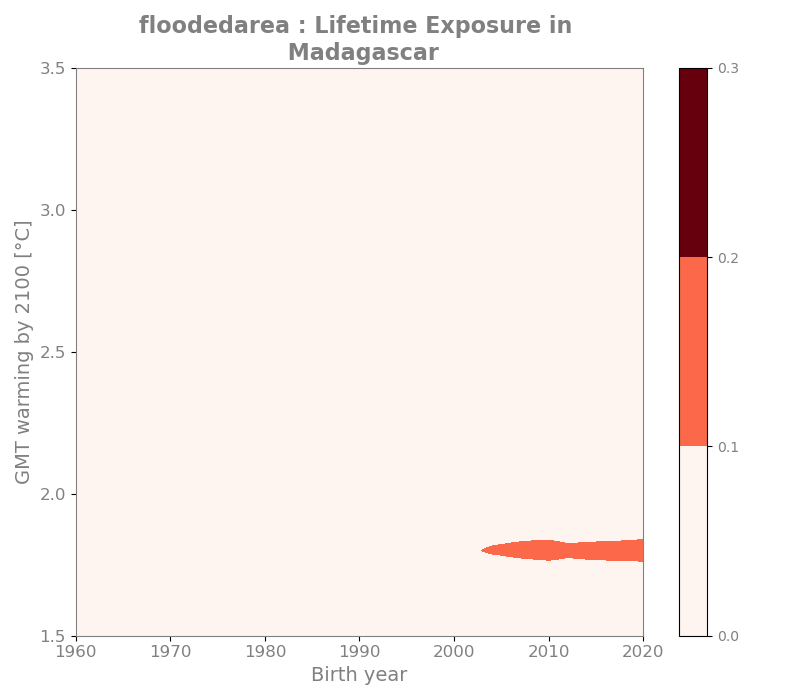 floodedarea : Lifetime Exposure in
Madagascar
GMT warming by 2100 [°C]
3.5
3.0
2.5
2.0
1.5
1960 1970 1980 1990 2000 2010 2020
Birth year
0.3
0.2
0.1
0.0